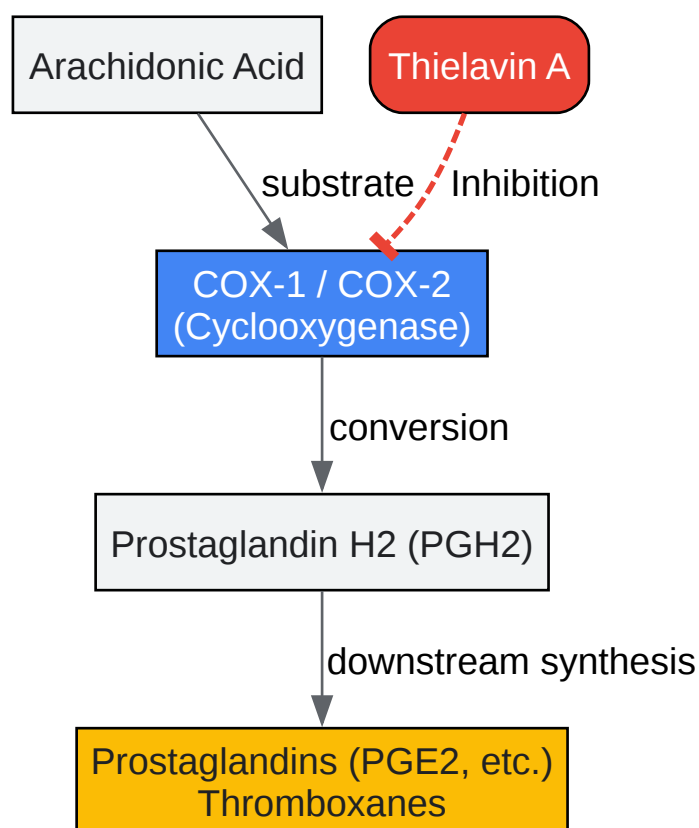 Arachidonic Acid
Thielavin A
substrate
Inhibition
COX-1 / COX-2
(Cyclooxygenase)
conversion
Prostaglandin H2 (PGH2)
downstream synthesis
Prostaglandins (PGE2, etc.)
Thromboxanes